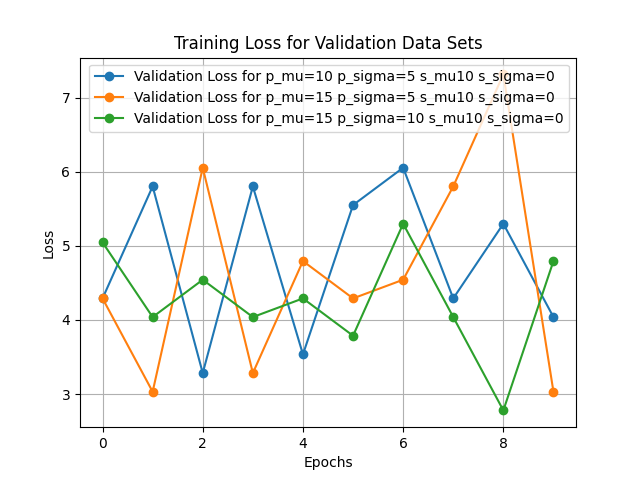 Training Loss for Validation Data Sets
Validation Loss for p_mu=10 p_sigma=5 s_mu10 s_sigma=0
Validation Loss for p_mu=15 p_sigma=5 s_mu10 s_sigma=0
Validation Loss for p_mu=15 p_sigma=10 s_mu10 s_sigma=0
7
6
5
4
3
Loss
0 2 4 6 8
Epochs